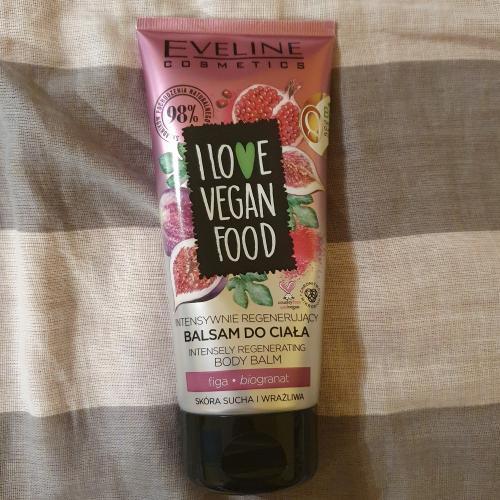 EVELINE
COSMETICS
98%
I LOVE
VEGAN
FOOD
INTENSYWNIE REGENERUJĄCY
BALSAM DO CIAŁA
INTENSELY REGENERATING
BODY BALM
figa • biogranat
SKÓRA SUCHA I WRAŻLIWA